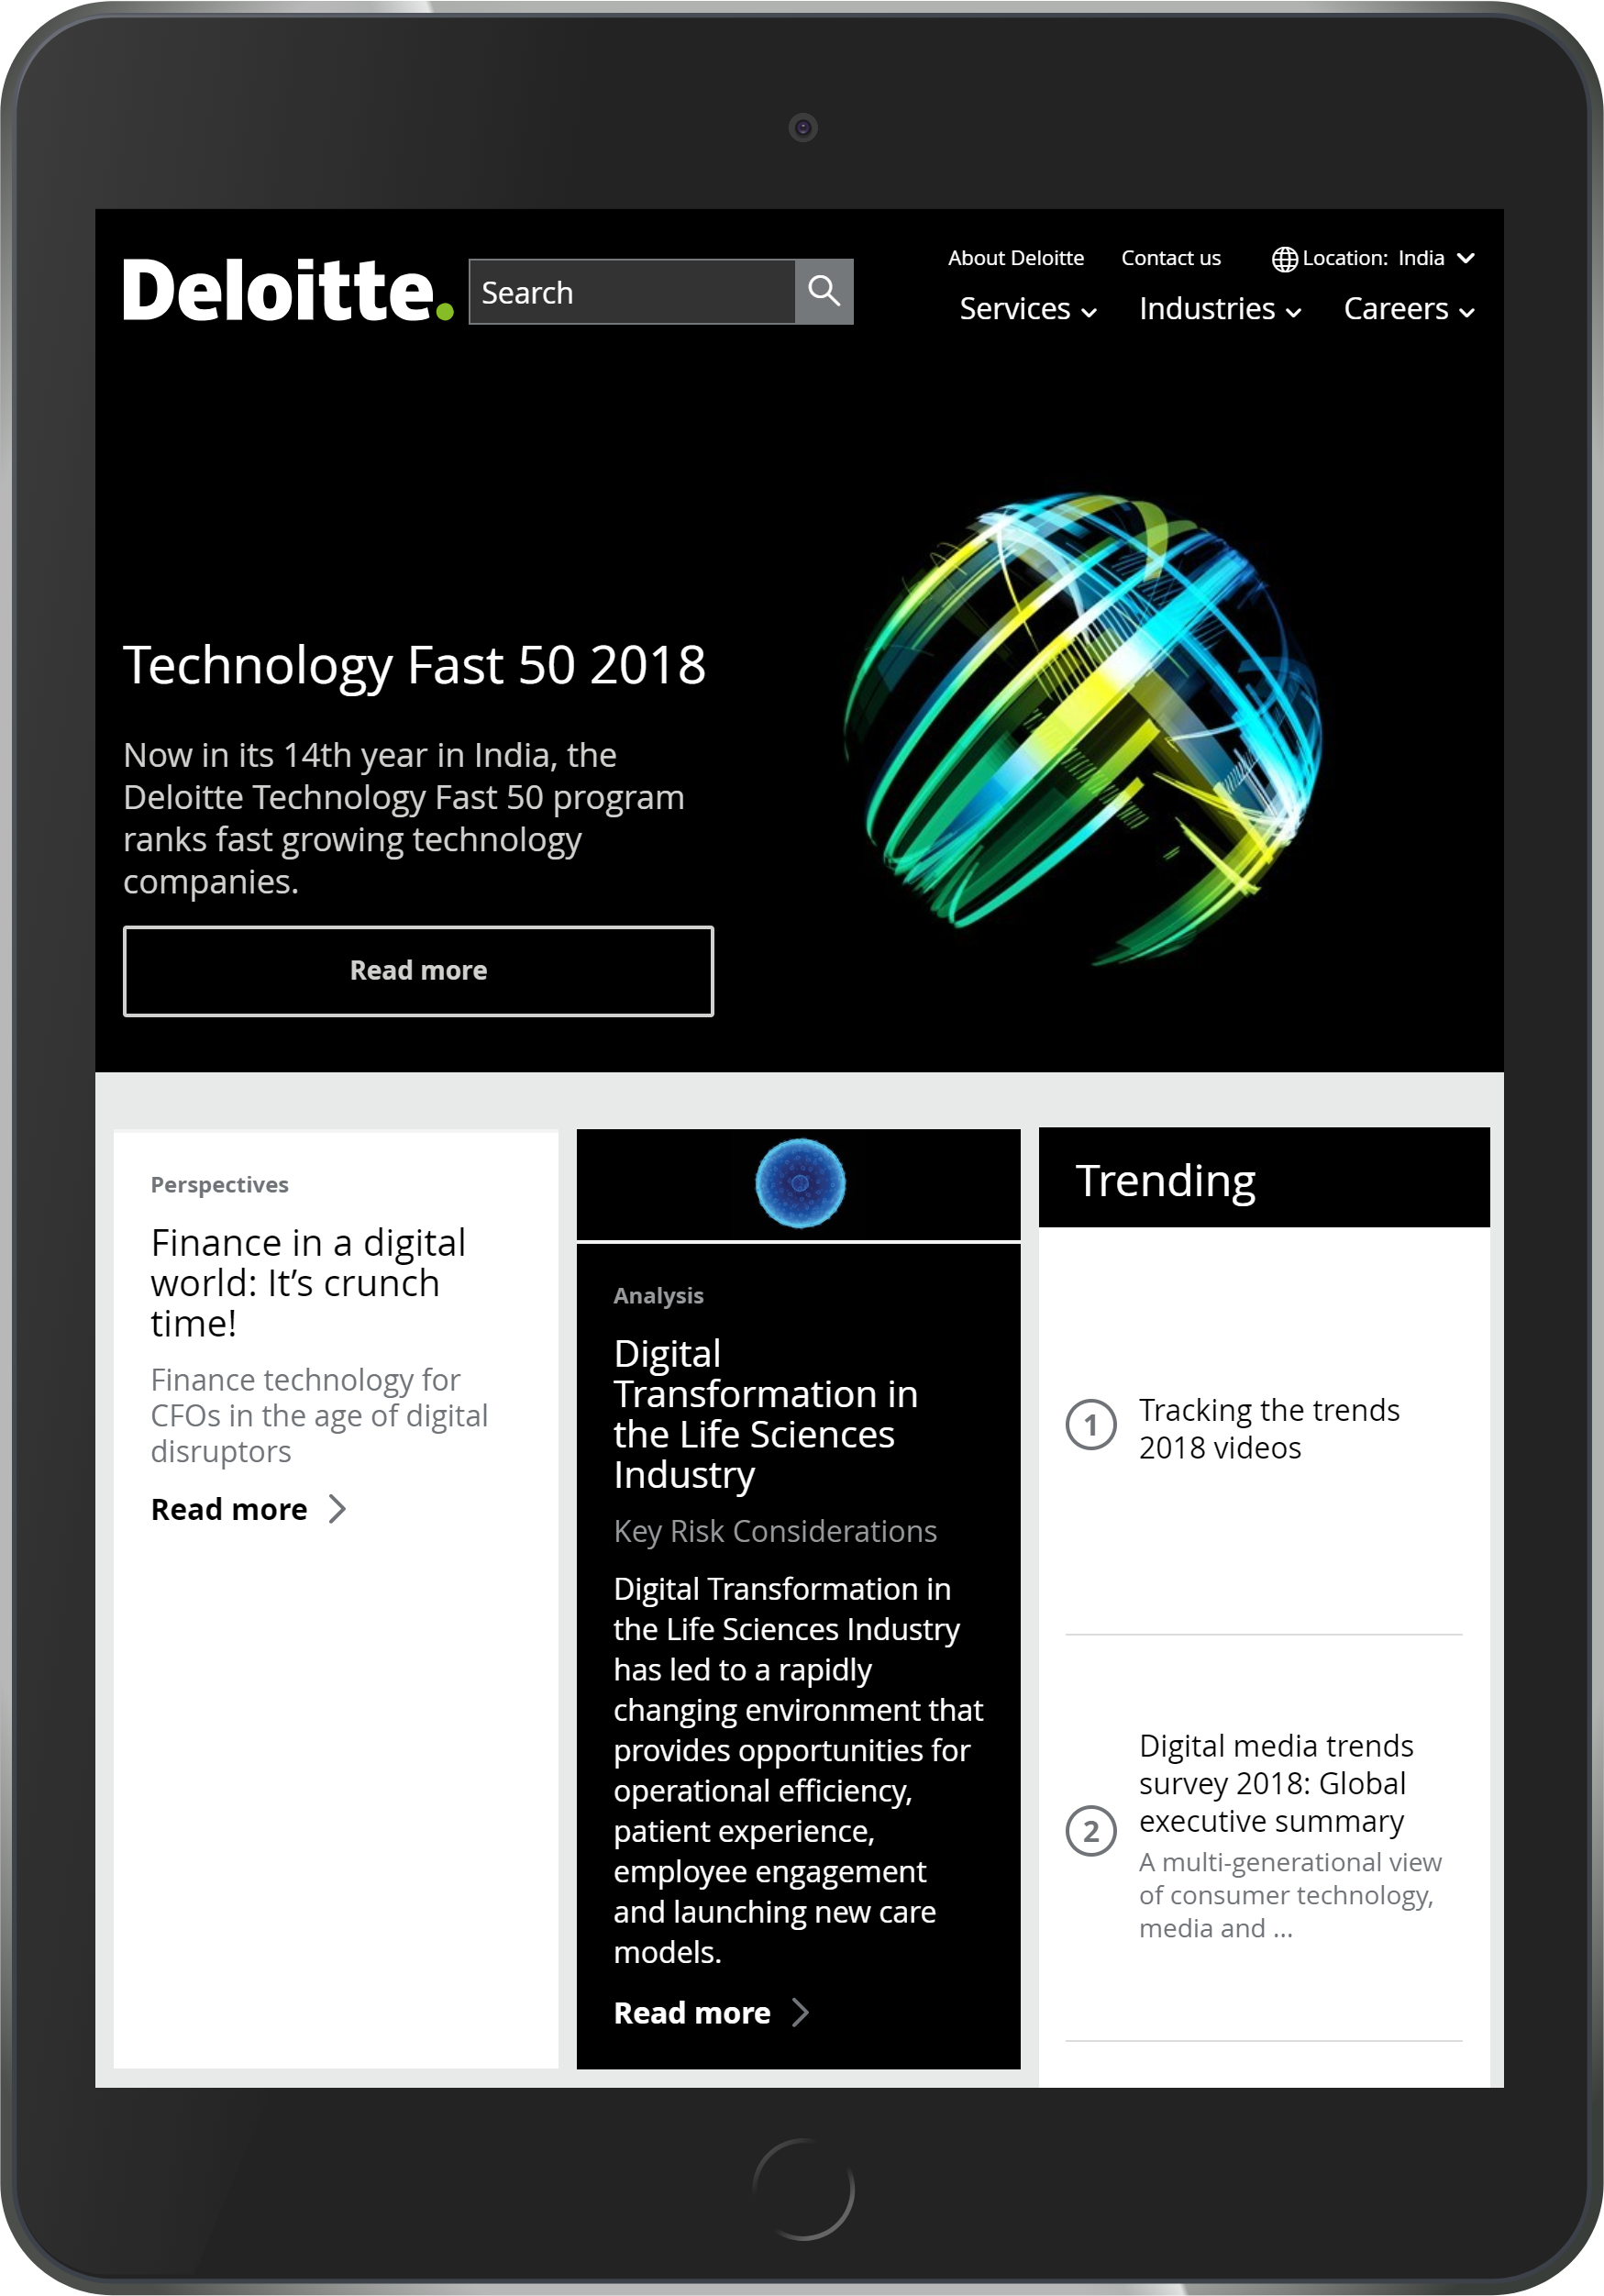 Deloitte.
Search
About Deloitte
Contact us
Location: India
Services
Industries
Careers
Technology Fast 50 2018
Now in its 14th year in India, the
Deloitte Technology Fast 50 program
ranks fast growing technology
companies.
Read more
Perspectives
Finance in a digital
world: It’s crunch
time!
Finance technology for
CFOs in the age of digital
disruptors
Read more
Analysis
Digital
Transformation in
the Life Sciences
Industry
Key Risk Considerations
Digital Transformation in
the Life Sciences Industry
has led to a rapidly
changing environment that
provides opportunities for
operational efficiency,
patient experience,
employee engagement
and launching new care
models.
Read more
Trending
1
Tracking the trends
2018 videos
2
Digital media trends
survey 2018: Global
executive summary
A multi-generational view
of consumer technology,
media and ...